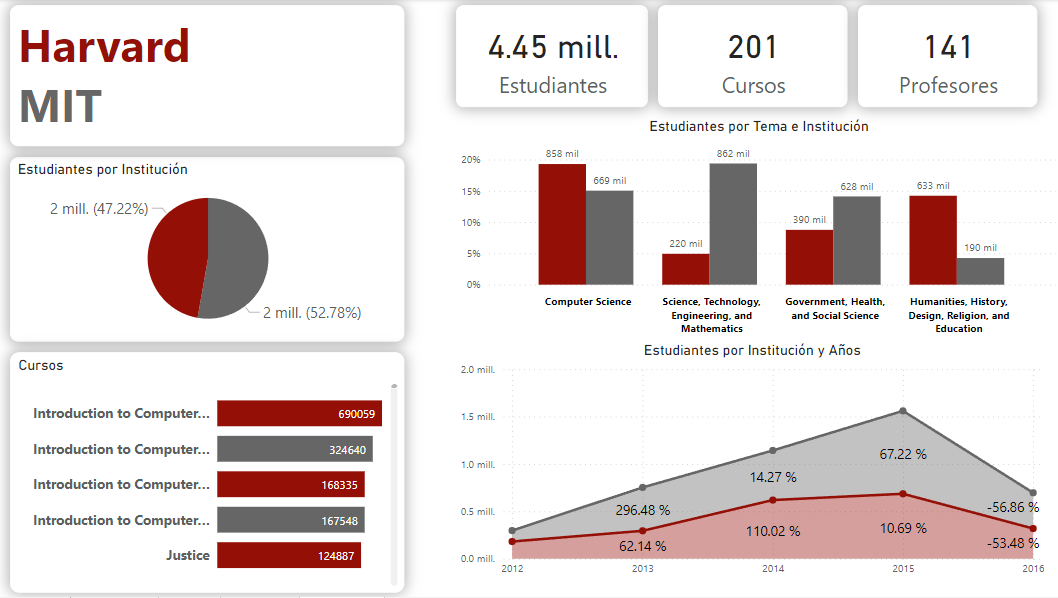 Harvard
MIT
4.45 mill.
Estudiantes
201
Cursos
141
Profesores
Estudiantes por Institución
2 mill. (47.22%)
2 mill. (52.78%)
Estudiantes por Tema e Institución
20%
15%
10%
5%
0%
858 mil
669 mil
220 mil
862 mil
390 mil
628 mil
633 mil
190 mil
Computer Science
Science, Technology,
Engineering, and
Mathematics
Government, Health,
and Social Science
Humanities, History,
Design, Religion, and
Education
Cursos
Introduction to Computer... 690059
Introduction to Computer... 324640
Introduction to Computer... 168335
Introduction to Computer... 167548
Justice 124887
Estudiantes por Institución y Años
2.0 mill.
1.5 mill.
1.0 mill.
0.5 mill.
0.0 mill.
296.48 %
14.27 %
67.22 %
-56.86 %
62.14 %
110.02 %
10.69 %
-53.48 %
2012 2013 2014 2015 2016